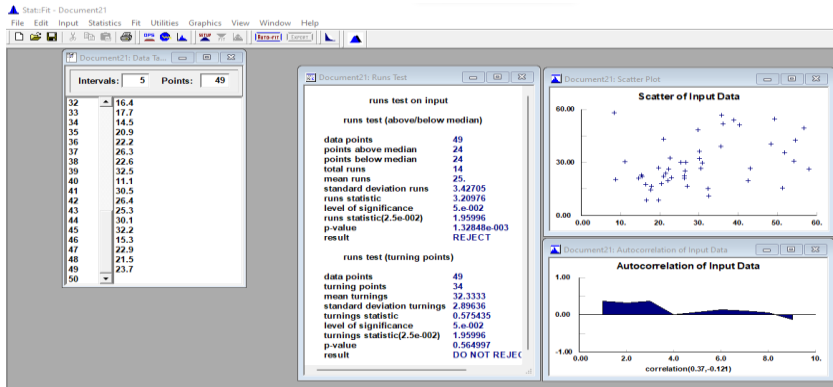 Stat::Fit - Document21
File Edit Input Statistics Fit Utilities Graphics View Window Help
Document21: Data Ta...
Intervals: 5 Points: 49
32 16.4
33 17.7
34 14.5
35 20.9
36 22.2
37 26.3
38 22.6
39 32.5
40 11.1
41 30.5
42 26.4
43 25.3
44 30.1
45 32.2
46 15.3
47 22.9
48 21.5
49 23.7
50
Document21: Runs Test
runs test on input
runs test (above/below median)
data points 49
points above median 24
points below median 24
total runs 14
mean runs 25.
standard deviation runs 3.42705
runs statistic 3.20976
level of significance 5.e-002
runs statistic(2.5e-002) 1.95996
p-value 1.32848e-003
result REJECT
runs test (turning points)
data points 49
turning points 34
mean turnings 32.3333
standard deviation turnings 2.89636
turnings statistic 0.575435
level of significance 5.e-002
turnings statistic(2.5e-002) 1.95996
p-value 0.564997
result DO NOT REJEC
Document21: Scatter Plot
Scatter of Input Data
60.00
30.00
0.00
0.00 10. 20. 30. 40. 50. 60.
Document21: Autocorrelation of Input Data
Autocorrelation of Input Data
1.00
0.00
-1.00
0.00 2.0 4.0 6.0 8.0 10.
correlation(0.37,-0.121)